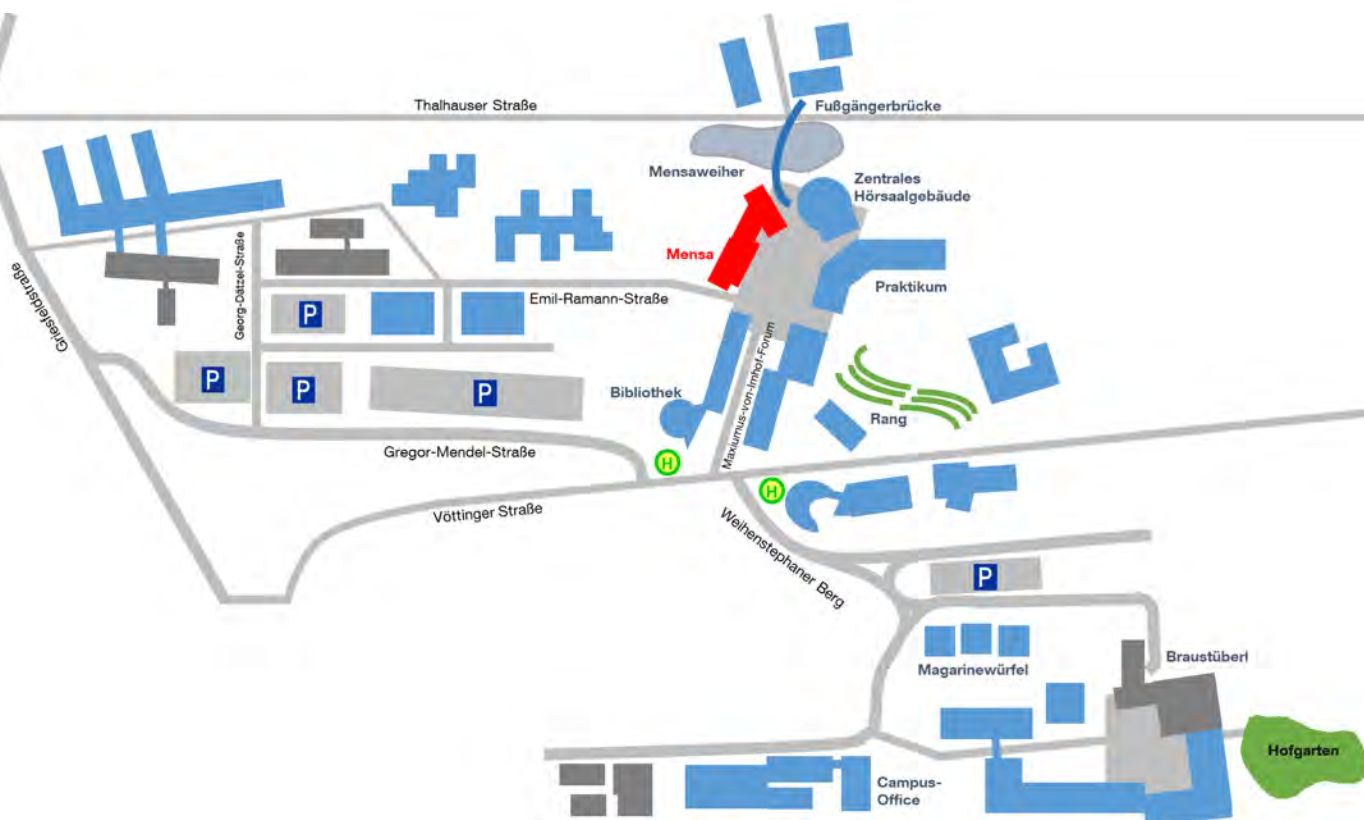 Thalhauser Straße
Fußgängerbrücke
Mensaweiher
Zentrales
Hörsaalgebäude
Mensa
Praktikum
Griesfeldstraße
Georg-Dätzel-Straße
Emil-Ramann-Straße
P
P
P
P
Bibliothek
Maxiumus-von-Imhof-Forum
Rang
Gregor-Mendel-Straße
H
H
Vöttinger Straße
Weihenstephaner Berg
P
Magarinewürfel
Braustüberl
Hofgarten
Campus-
Office